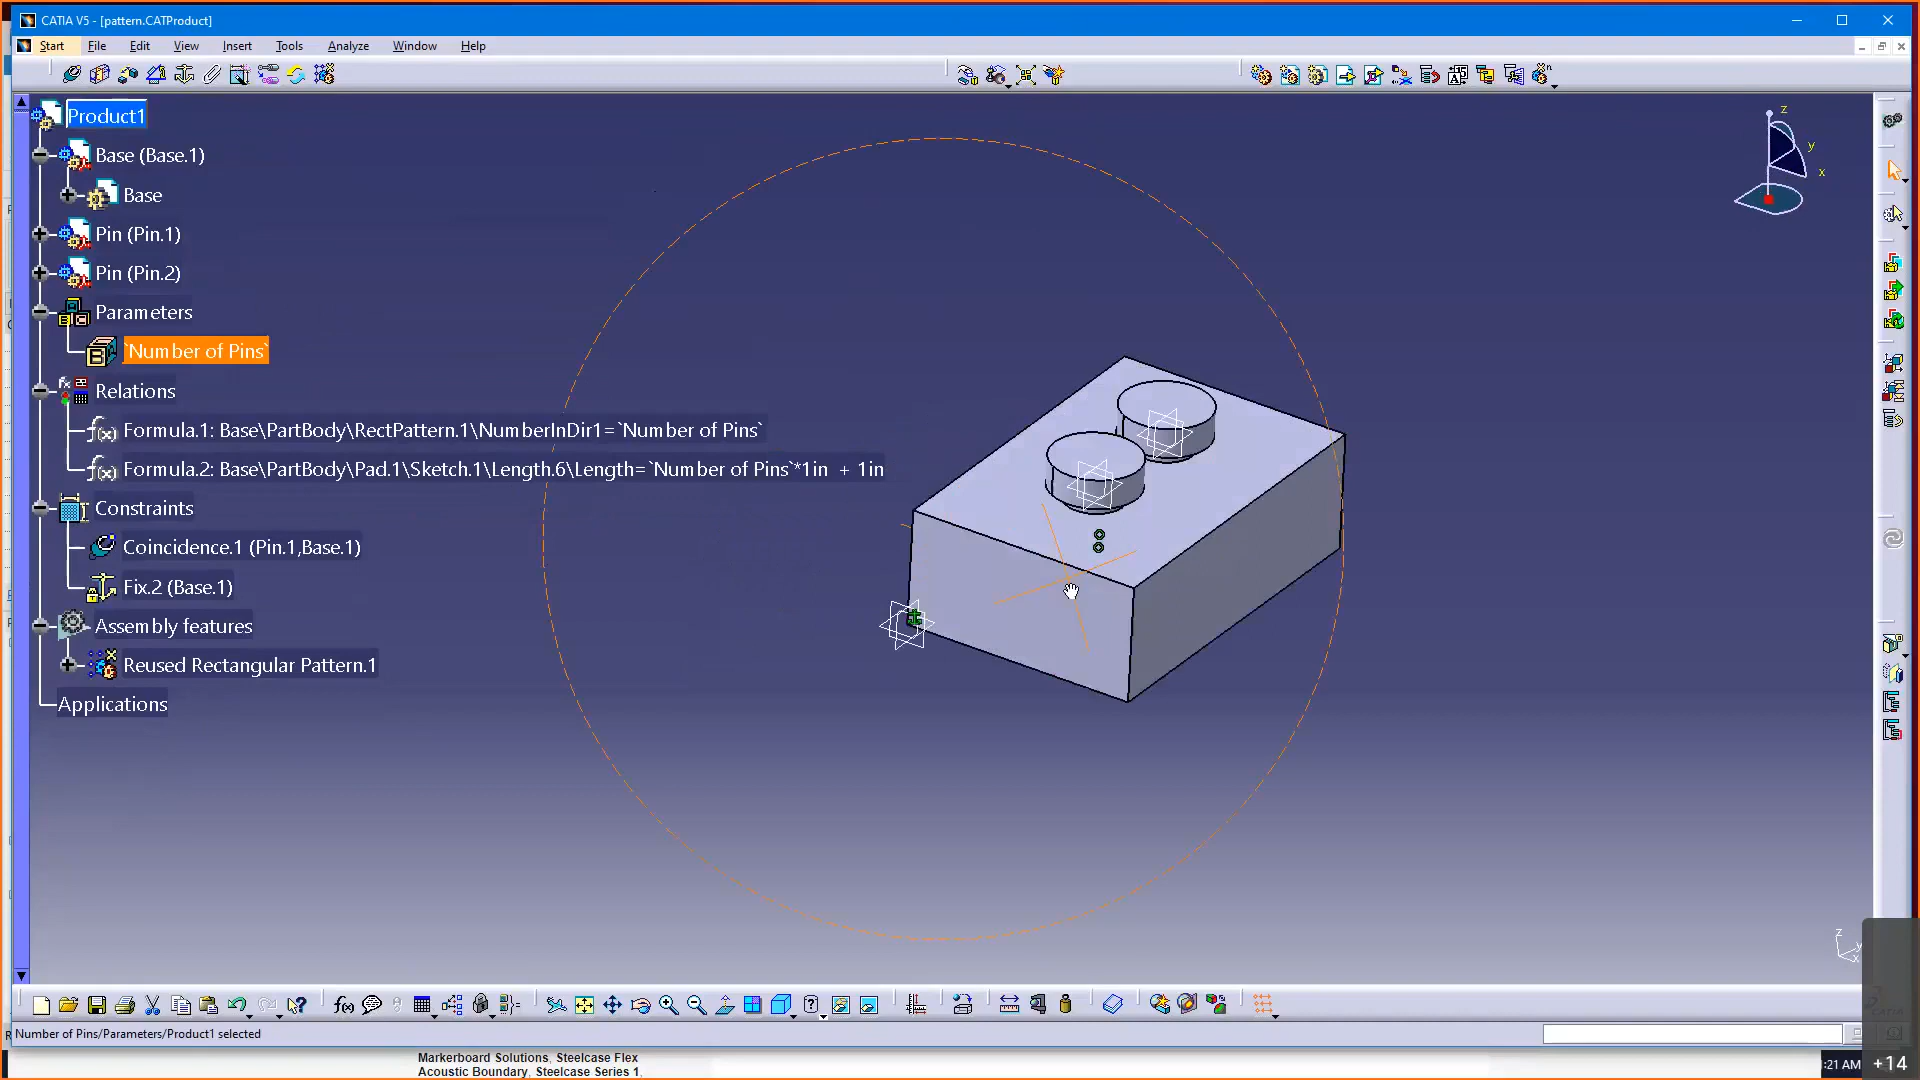 CATIA V5 - [pattern.CATProduct]
Start File Edit View Insert Tools Analyze Window Help
Product1
Base (Base.1)
Base
Pin (Pin.1)
Pin (Pin.2)
Parameters
`Number of Pins`
Relations
Formula.1: Base\PartBody\RectPattern.1\NumberInDir1=`Number of Pins`
Formula.2: Base\PartBody\Pad.1\Sketch.1\Length.6\Length=`Number of Pins`*1in + 1in
Constraints
Coincidence.1 (Pin.1,Base.1)
Fix.2 (Base.1)
Assembly features
Reused Rectangular Pattern.1
Applications
z
y
x
z
y
x
Number of Pins/Parameters/Product1 selected
Markerboard Solutions, Steelcase Flex
Acoustic Boundary, Steelcase Series 1,
:21 AM
+14